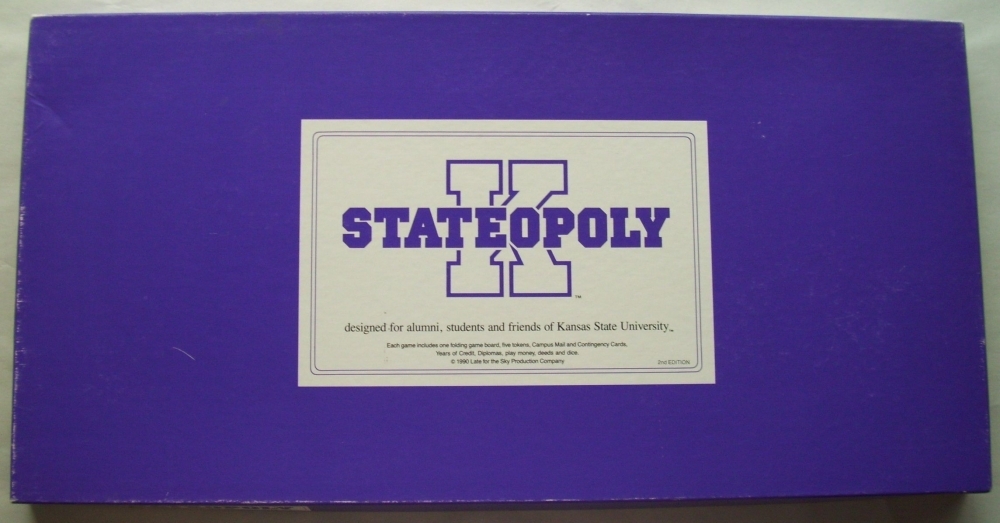 K
STATEOPOLY
™
designed for alumni, students and friends of Kansas State University™
Each game includes one folding game board, five tokens, Campus Mail and Contingency Cards,
Years of Credit, Diplomas, play money, deeds and dice.
© 1990 Late for the Sky Production Company
2nd EDITION